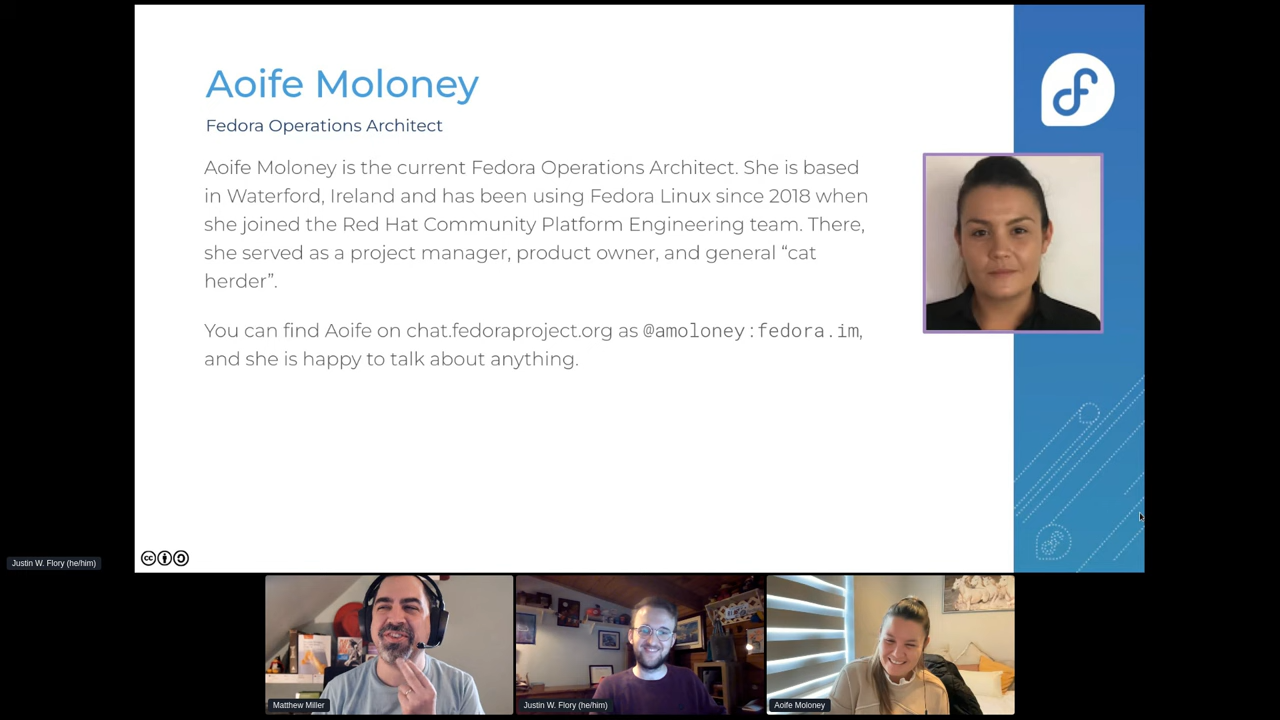 Aoife Moloney
Fedora Operations Architect
Aoife Moloney is the current Fedora Operations Architect. She is based
in Waterford, Ireland and has been using Fedora Linux since 2018 when
she joined the Red Hat Community Platform Engineering team. There,
she served as a project manager, product owner, and general “cat
herder”.
You can find Aoife on chat.fedoraproject.org as @amoloney:fedora.im,
and she is happy to talk about anything.
cc
Justin W. Flory (he/him)
Matthew Miller
Justin W. Flory (he/him)
Aoife Moloney